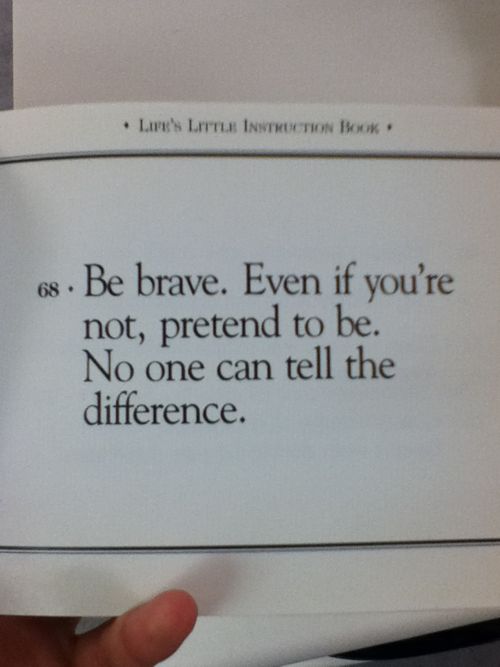 • Life's Little Instruction Book •
68 • Be brave. Even if you're
not, pretend to be.
No one can tell the
difference.